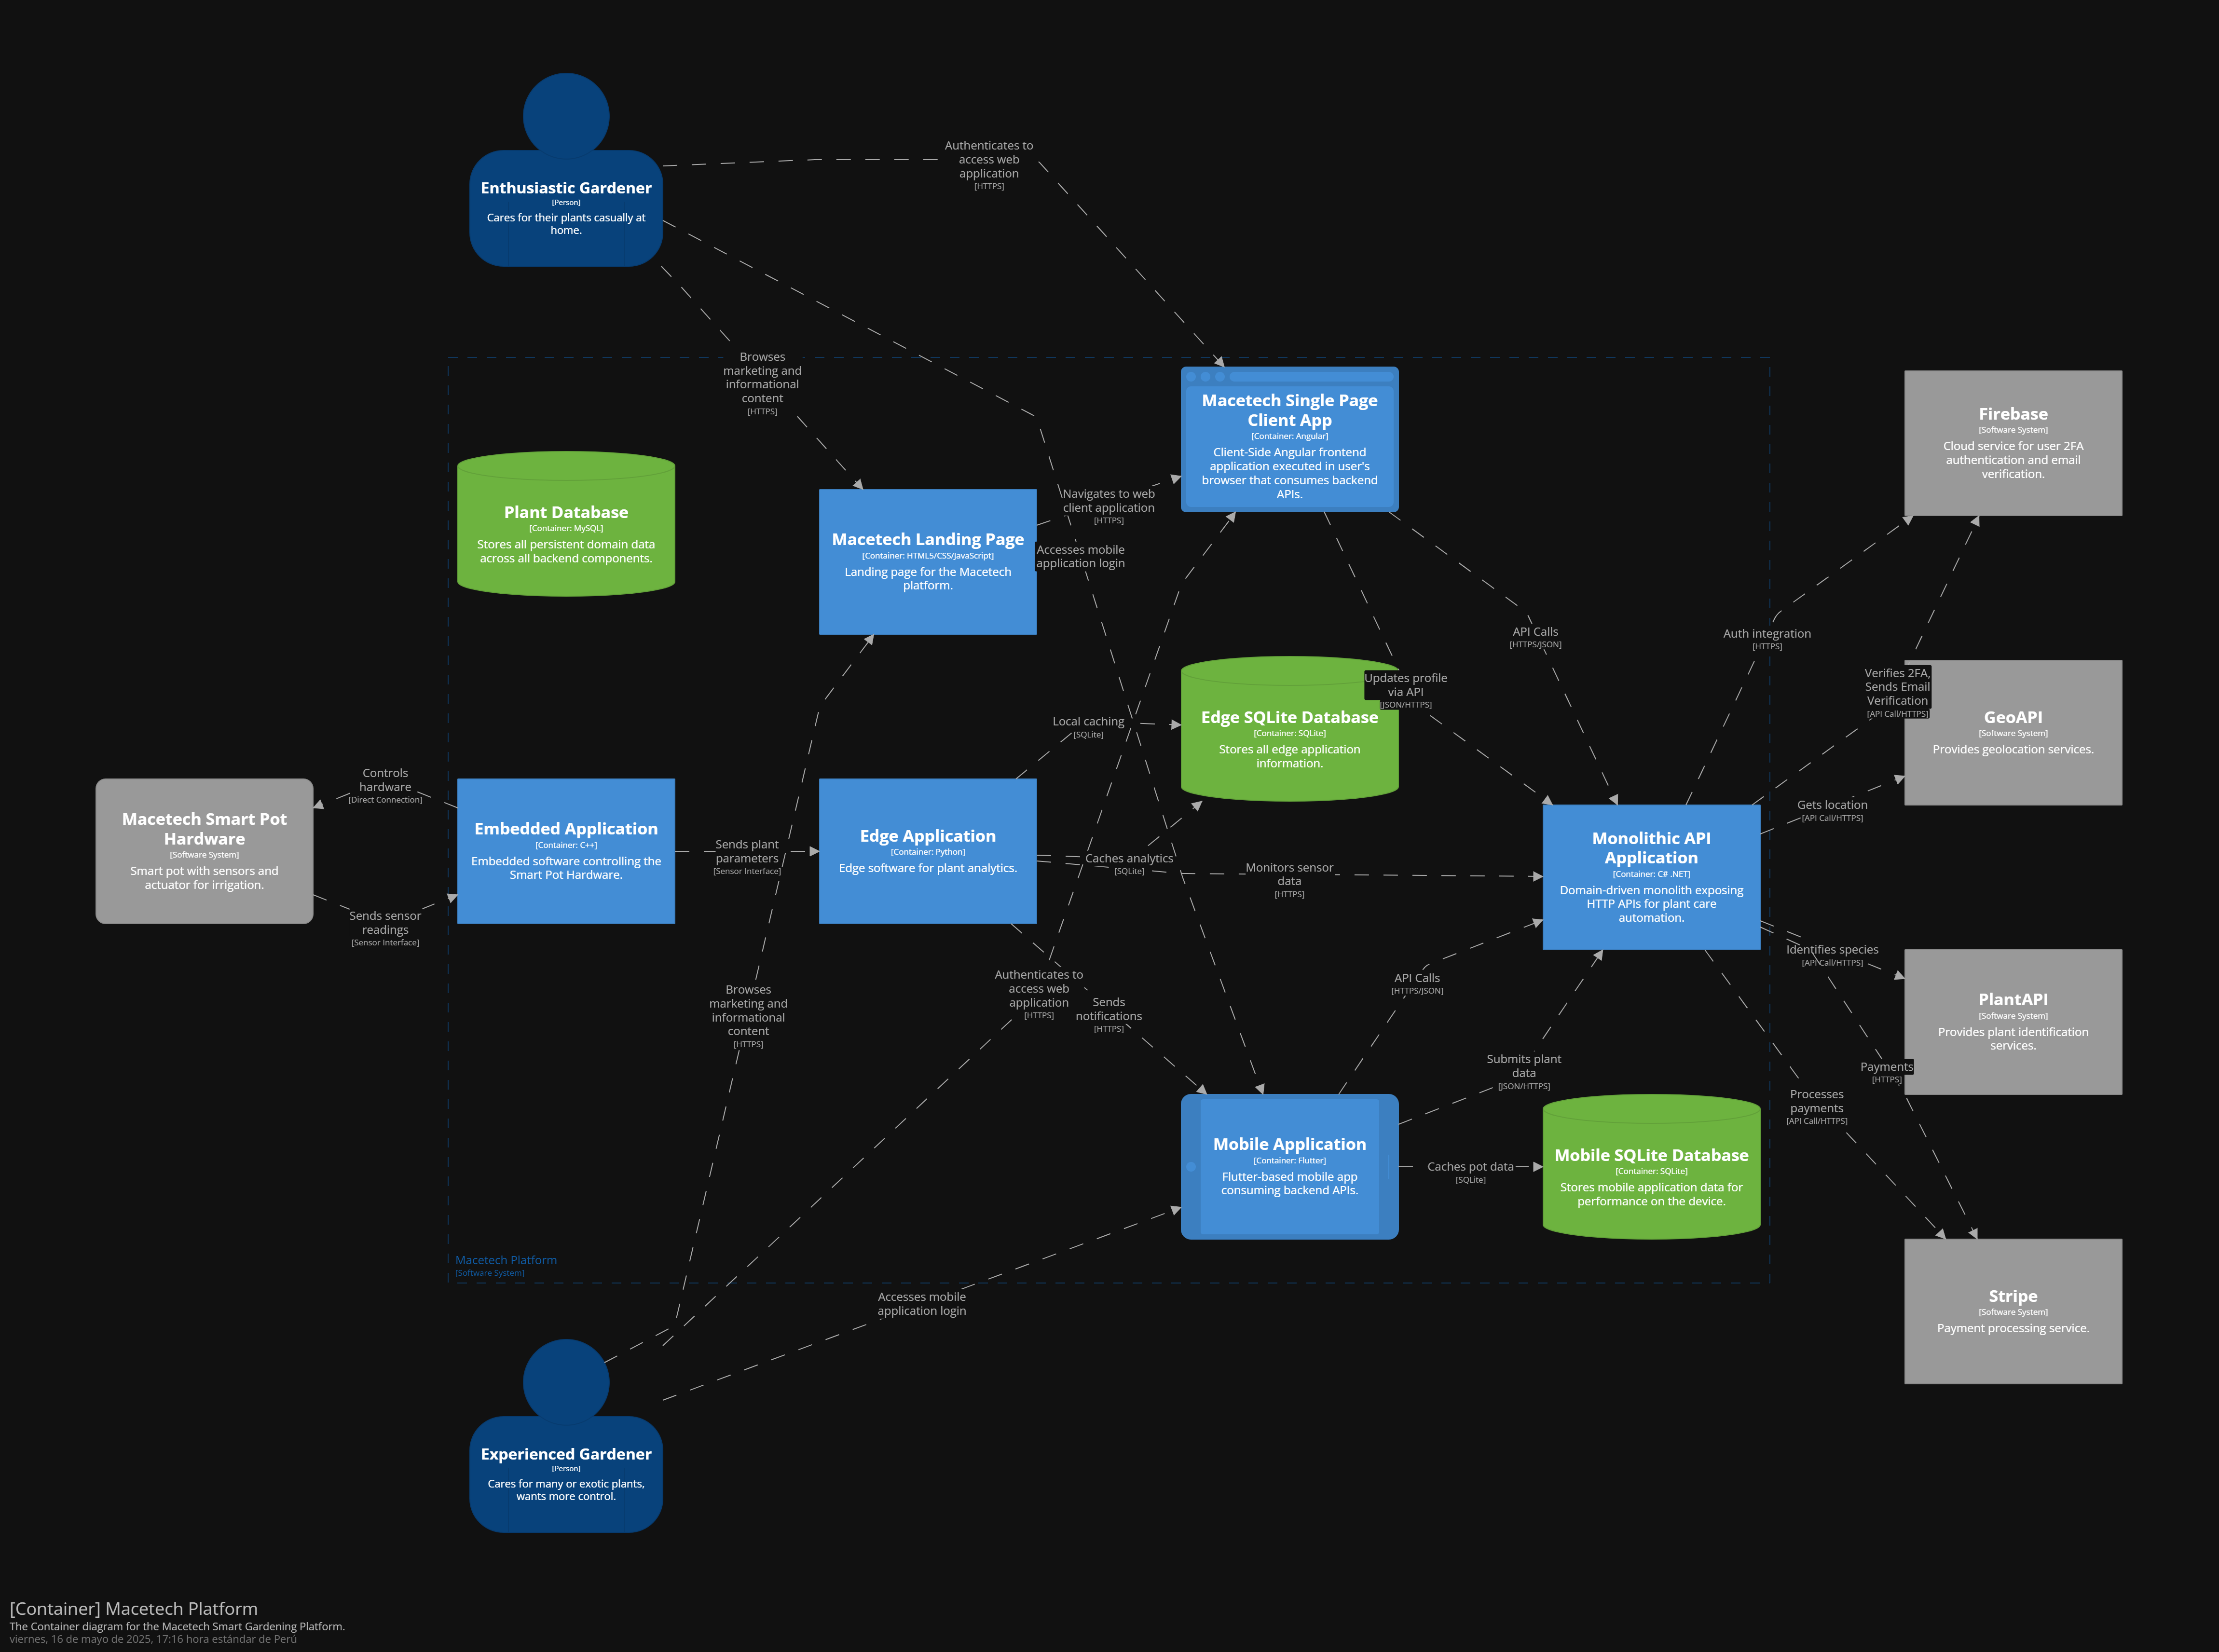 Enthusiastic Gardener
[Person]
Cares for their plants casually at
home.
Authenticates to
access web
application
[HTTPS]
Browses
marketing and
informational
content
[HTTPS]
Macetech Single Page
Client App
[Container: Angular]
Client-Side Angular frontend
application executed in user's
browser that consumes backend
APIs.
Firebase
[Software System]
Cloud service for user 2FA
authentication and email
verification.
Plant Database
[Container: MySQL]
Stores all persistent domain data
across all backend components.
Macetech Landing Page
[Container: HTML5/CSS/JavaScript]
Landing page for the Macetech
platform.
Navigates to web
client application
[HTTPS]
Accesses mobile
application login
API Calls
[HTTPS/JSON]
Auth integration
[HTTPS]
Updates profile
via API
[JSON/HTTPS]
Verifies 2FA,
Sends Email
Verification
[API Call/HTTPS]
GeoAPI
[Software System]
Provides geolocation services.
Local caching
[SQLite]
Edge SQLite Database
[Container: SQLite]
Stores all edge application
information.
Controls
hardware
[Direct Connection]
Macetech Smart Pot
Hardware
[Software System]
Smart pot with sensors and
actuator for irrigation.
Sends sensor
readings
[Sensor Interface]
Embedded Application
[Container: C++]
Embedded software controlling the
Smart Pot Hardware.
Sends plant
parameters
[Sensor Interface]
Edge Application
[Container: Python]
Edge software for plant analytics.
Caches analytics
[SQLite]
Monitors sensor
data
[HTTPS]
Monolithic API
Application
[Container: C# .NET]
Domain-driven monolith exposing
HTTP APIs for plant care
automation.
Gets location
[API Call/HTTPS]
Identifies species
[API Call/HTTPS]
PlantAPI
[Software System]
Provides plant identification
services.
Browses
marketing and
informational
content
[HTTPS]
Authenticates to
access web
application
[HTTPS]
Sends
notifications
[HTTPS]
API Calls
[HTTPS/JSON]
Submits plant
data
[JSON/HTTPS]
Payments
[HTTPS]
Processes
payments
[API Call/HTTPS]
Mobile Application
[Container: Flutter]
Flutter-based mobile app
consuming backend APIs.
Caches pot data
[SQLite]
Mobile SQLite Database
[Container: SQLite]
Stores mobile application data for
performance on the device.
Macetech Platform
[Software System]
Accesses mobile
application login
Stripe
[Software System]
Payment processing service.
Experienced Gardener
[Person]
Cares for many or exotic plants,
wants more control.
[Container] Macetech Platform
The Container diagram for the Macetech Smart Gardening Platform.
viernes, 16 de mayo de 2025, 17:16 hora estándar de Perú